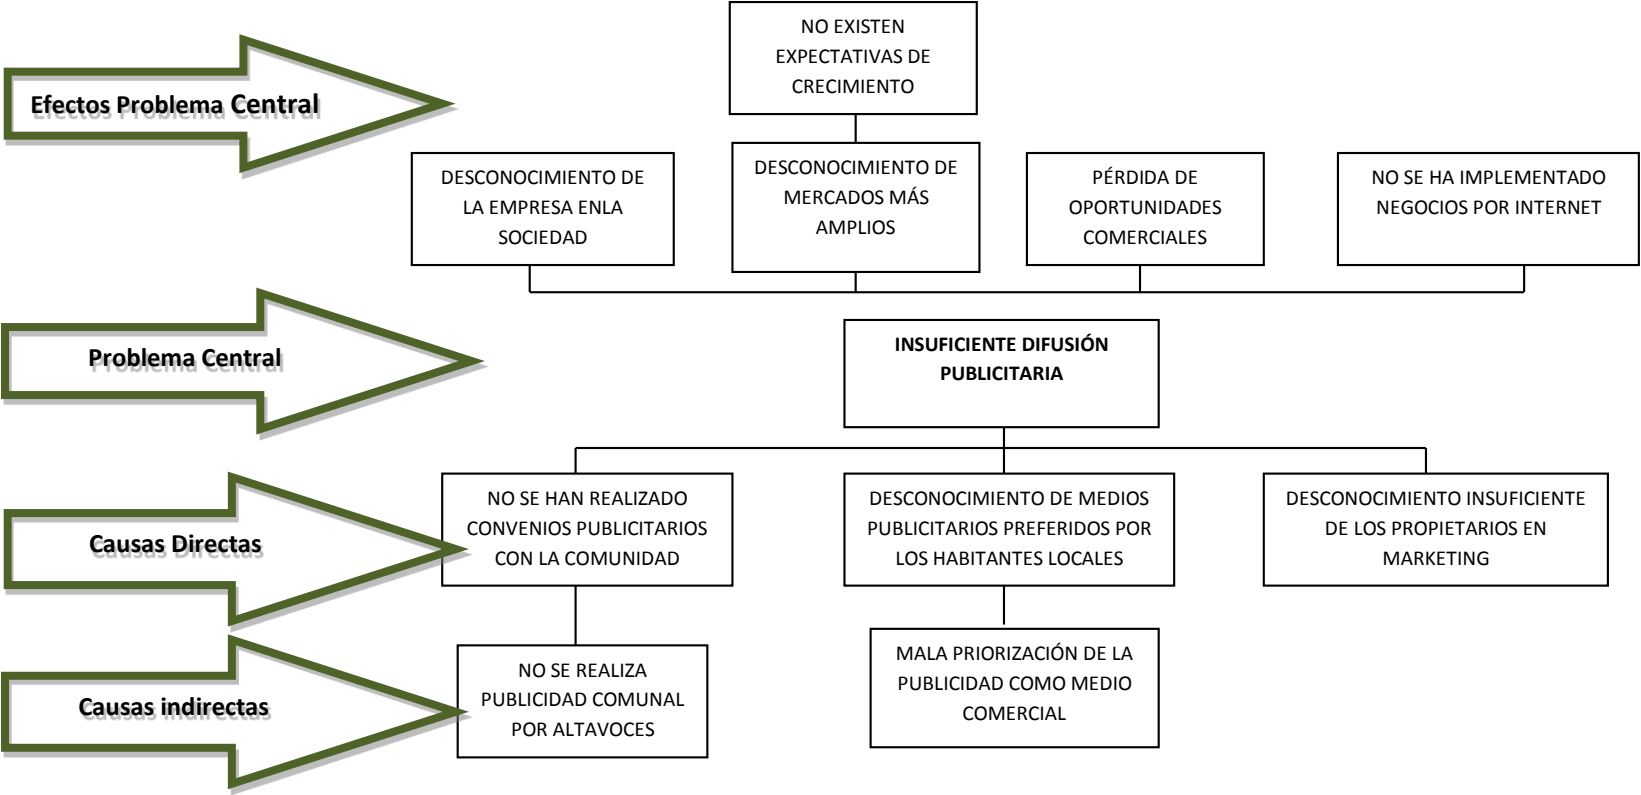 NO EXISTEN
EXPECTATIVAS DE
CRECIMIENTO
Efectos Problema Central
DESCONOCIMIENTO DE
LA EMPRESA ENLA
SOCIEDAD
DESCONOCIMIENTO DE
MERCADOS MÁS
AMPLIOS
PÉRDIDA DE
OPORTUNIDADES
COMERCIALES
NO SE HA IMPLEMENTADO
NEGOCIOS POR INTERNET
Problema Central
INSUFICIENTE DIFUSIÓN
PUBLICITARIA
Causas Directas
NO SE HAN REALIZADO
CONVENIOS PUBLICITARIOS
CON LA COMUNIDAD
DESCONOCIMIENTO DE MEDIOS
PUBLICITARIOS PREFERIDOS POR
LOS HABITANTES LOCALES
DESCONOCIMIENTO INSUFICIENTE
DE LOS PROPIETARIOS EN
MARKETING
Causas indirectas
NO SE REALIZA
PUBLICIDAD COMUNAL
POR ALTAVOCES
MALA PRIORIZACIÓN DE LA
PUBLICIDAD COMO MEDIO
COMERCIAL